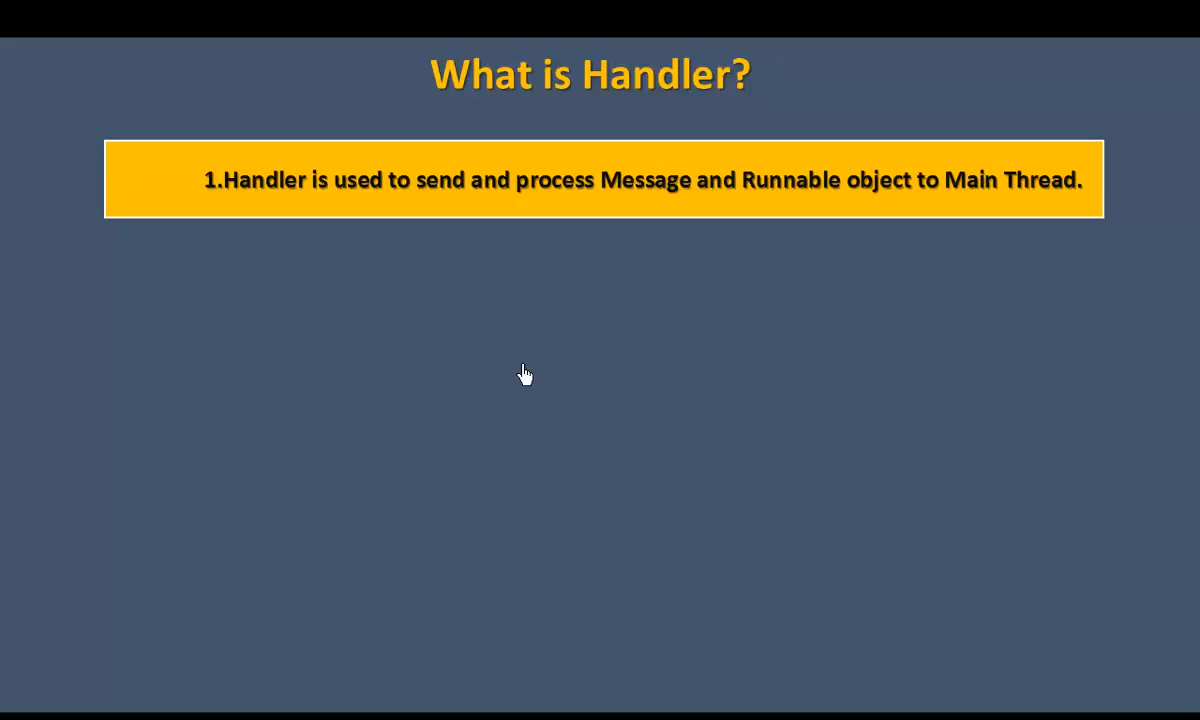 What is Handler?
1.Handler is used to send and process Message and Runnable object to Main Thread.